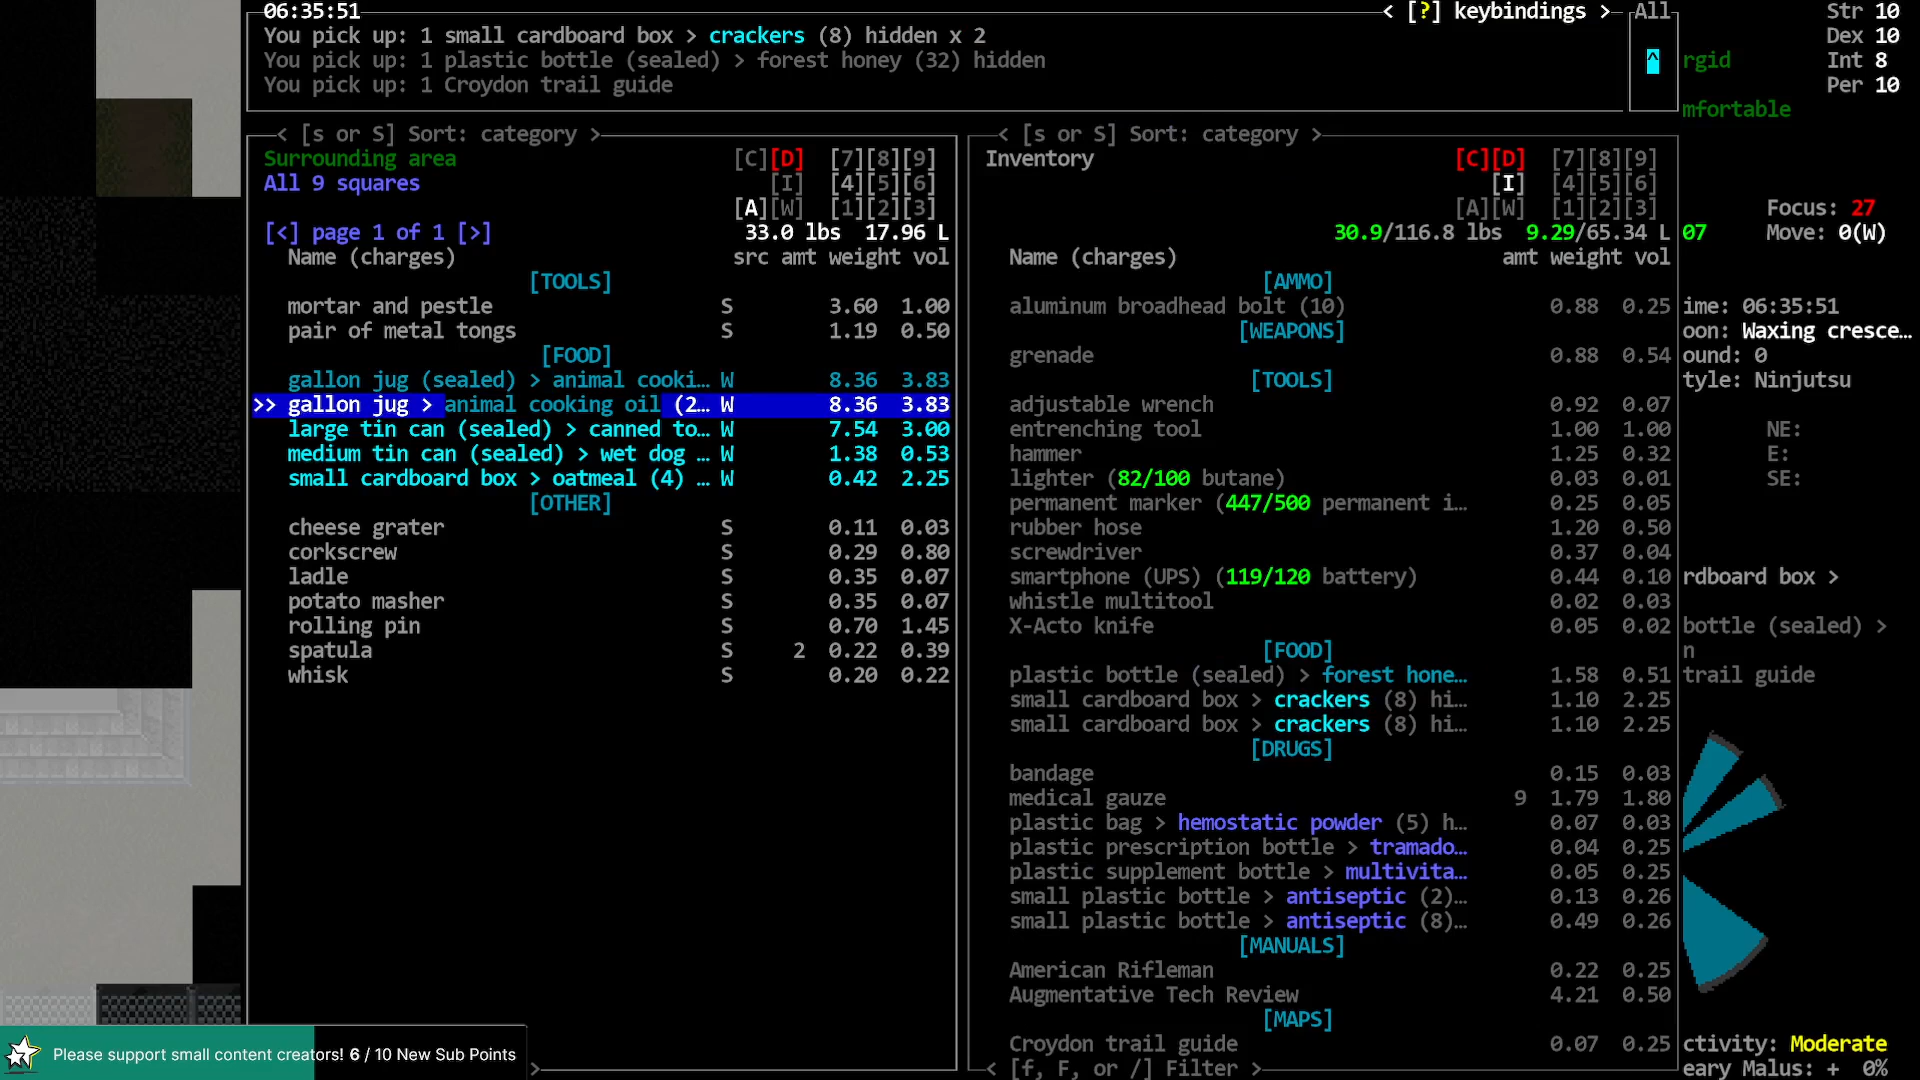 06:35:51 < [?] keybindings > All
You pick up: 1 small cardboard box > crackers (8) hidden x 2
You pick up: 1 plastic bottle (sealed) > forest honey (32) hidden
You pick up: 1 Croydon trail guide
^
rgid
mfortable
Str 10
Dex 10
Int 8
Per 10
< [s or S] Sort: category >
Surrounding area [C][D] [7][8][9]
All 9 squares [I] [4][5][6]
[A][W] [1][2][3]
[<] page 1 of 1 [>] 33.0 lbs 17.96 L
Name (charges) src amt weight vol
[TOOLS]
mortar and pestle S 3.60 1.00
pair of metal tongs S 1.19 0.50
[FOOD]
gallon jug (sealed) > animal cooki… W 8.36 3.83
>> gallon jug > animal cooking oil (2… W 8.36 3.83
large tin can (sealed) > canned to… W 7.54 3.00
medium tin can (sealed) > wet dog … W 1.38 0.53
small cardboard box > oatmeal (4) … W 0.42 2.25
[OTHER]
cheese grater S 0.11 0.03
corkscrew S 0.29 0.80
ladle S 0.35 0.07
potato masher S 0.35 0.07
rolling pin S 0.70 1.45
spatula S 2 0.22 0.39
whisk S 0.20 0.22
< [s or S] Sort: category >
Inventory [C][D] [7][8][9]
[I] [4][5][6]
[A][W] [1][2][3]
30.9/116.8 lbs 9.29/65.34 L
Name (charges) amt weight vol
[AMMO]
aluminum broadhead bolt (10) 0.88 0.25
[WEAPONS]
grenade 0.88 0.54
[TOOLS]
adjustable wrench 0.92 0.07
entrenching tool 1.00 1.00
hammer 1.25 0.32
lighter (82/100 butane) 0.03 0.01
permanent marker (447/500 permanent i… 0.25 0.05
rubber hose 1.20 0.50
screwdriver 0.37 0.04
smartphone (UPS) (119/120 battery) 0.44 0.10
whistle multitool 0.02 0.03
X-Acto knife 0.05 0.02
[FOOD]
plastic bottle (sealed) > forest hone… 1.58 0.51
small cardboard box > crackers (8) hi… 1.10 2.25
small cardboard box > crackers (8) hi… 1.10 2.25
[DRUGS]
bandage 0.15 0.03
medical gauze 9 1.79 1.80
plastic bag > hemostatic powder (5) h… 0.07 0.03
plastic prescription bottle > tramado… 0.04 0.25
plastic supplement bottle > multivita… 0.05 0.25
small plastic bottle > antiseptic (2)… 0.13 0.26
small plastic bottle > antiseptic (8)… 0.49 0.26
[MANUALS]
American Rifleman 0.22 0.25
Augmentative Tech Review 4.21 0.50
[MAPS]
Croydon trail guide 0.07 0.25
< [f, F, or /] Filter >
Focus: 27
07 Move: 0(W)
ime: 06:35:51
oon: Waxing cresce…
ound: 0
tyle: Ninjutsu
NE:
E:
SE:
rdboard box >
bottle (sealed) >
n
trail guide
ctivity: Moderate
eary Malus: + 0%
Please support small content creators! 6 / 10 New Sub Points
>